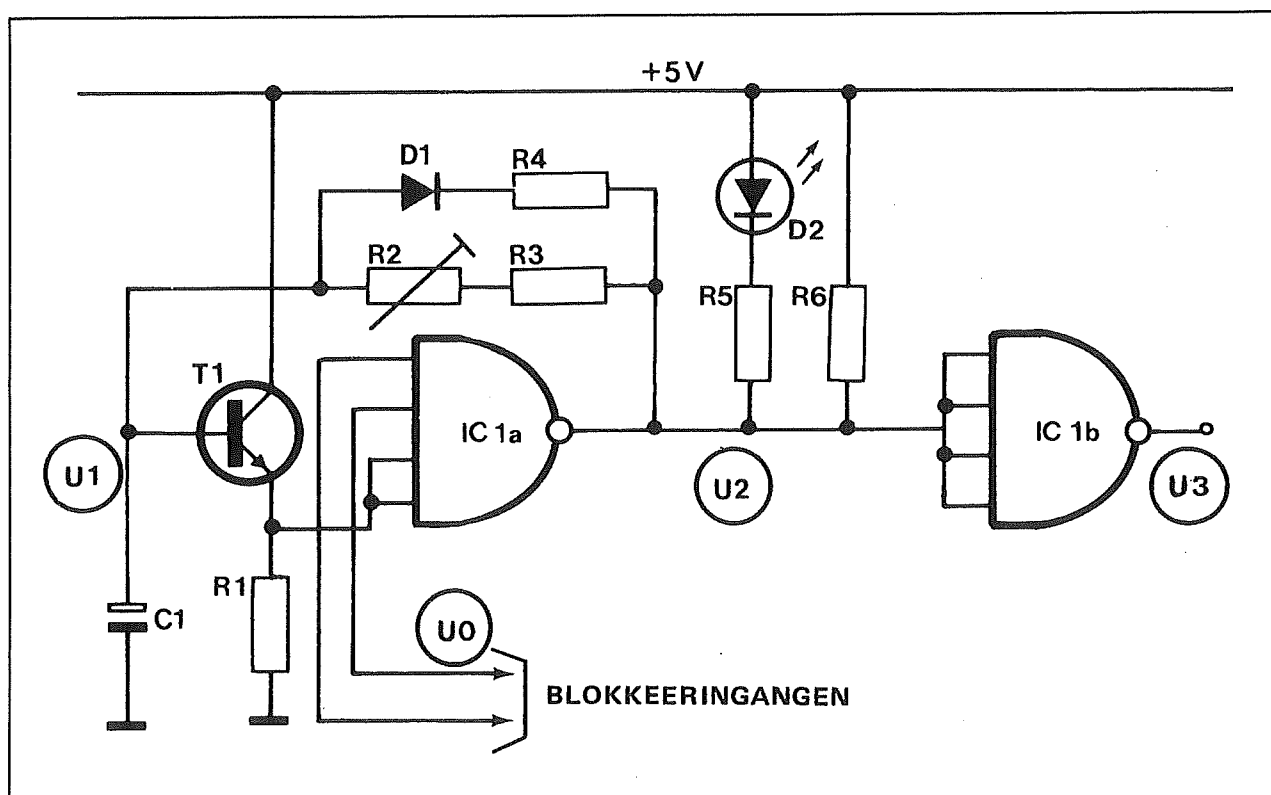 +5V
D1
R4
D2
R2
R3
R5
R6
T1
IC 1a
IC 1b
U1
U2
U3
R1
C1
U0
BLOKKEERINGANGEN